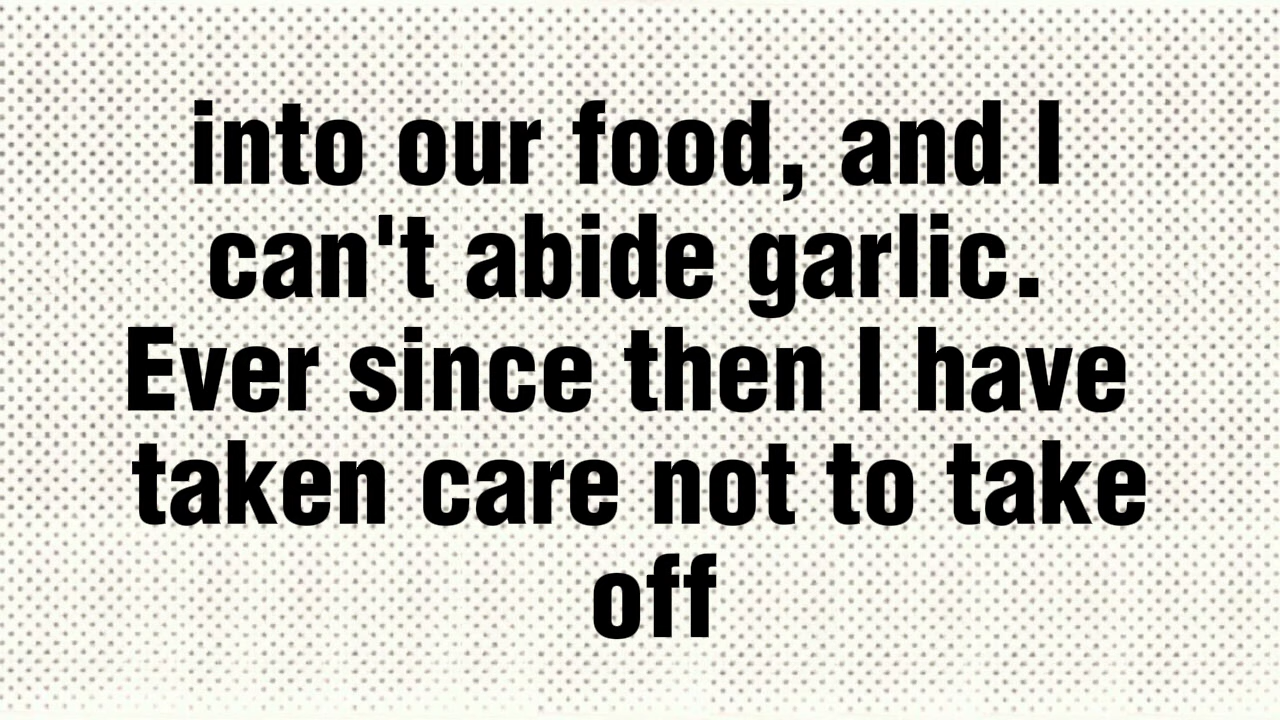 into our food, and I
can't abide garlic.
Ever since then I have
taken care not to take
off